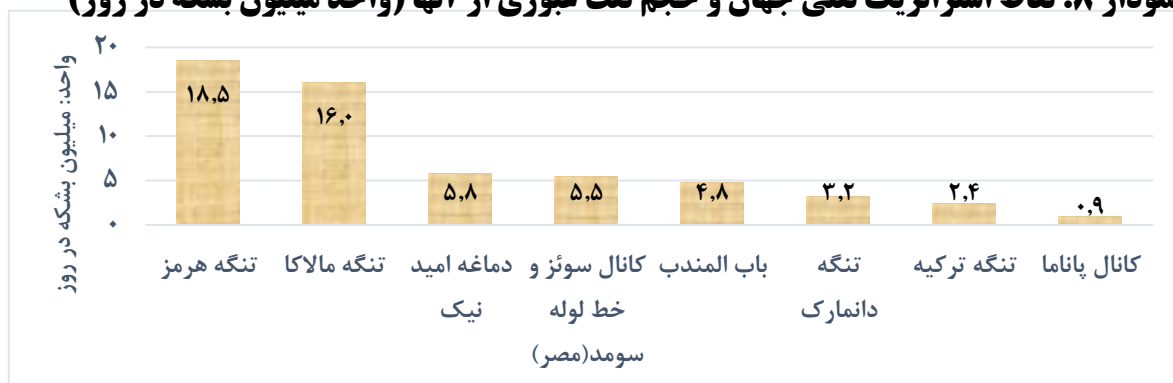 نمودار ۸. نقاط استراتژیک نفتی جهان و حجم نفت عبوری از آنها (واحد میلیون بشکه در روز)
واحد: میلیون بشکه در روز
۲۰
۱۵
۱۰
۵
۰
۱۸,۵
۱۶,۰
۵,۸
۵,۵
۴,۸
۳,۲
۲,۴
۰,۹
تنگه هرمز
تنگه مالاکا
دماغه امید
نیک
کانال سوئز و
خط لوله
سومد(مصر)
باب المندب
تنگه
دانمارک
تنگه ترکیه
کانال پاناما